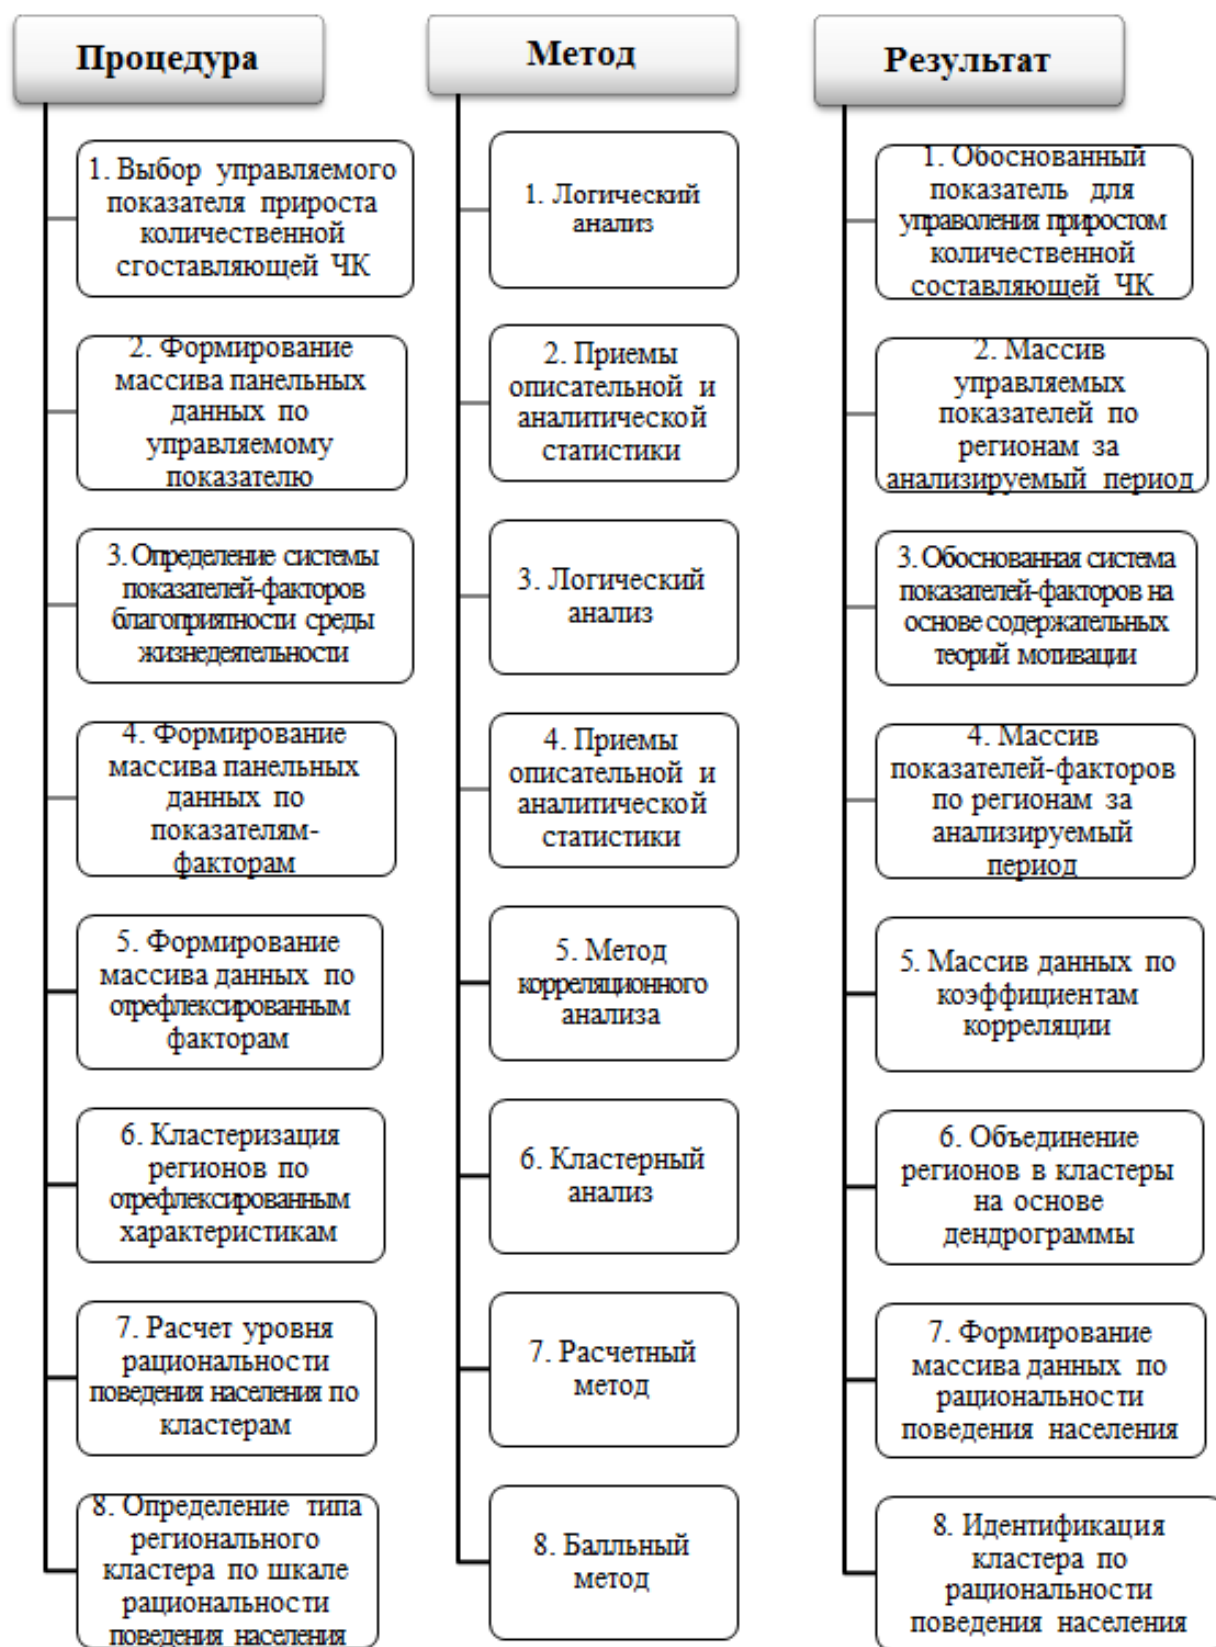 Процедура
1. Выбор управляемого
показателя прироста
количественной
сгоставляющей ЧК
2. Формирование
массива панельных
данных по
управляемому
показателю
3. Определение системы
показателей-факторов
благоприятности среды
жизнедеятельности
4. Формирование
массива панельных
данных по
показателям-
факторам
5. Формирование
массива данных по
отрефлексированным
факторам
6. Кластеризация
регионов по
отрефлексированным
характеристикам
7. Расчет уровня
рациональности
поведения населения по
кластерам
8. Определение типа
регионального
кластера по шкале
рациональности
поведения населения
Метод
1. Логический
анализ
2. Приемы
описательной и
аналитической
статистики
3. Логический
анализ
4. Приемы
описательной и
аналитической
статистики
5. Метод
корреляционного
анализа
6. Кластерный
анализ
7. Расчетный
метод
8. Балльный
метод
Результат
1. Обоснованный
показатель для
управоления приростом
количественной
составляющей ЧК
2. Массив
управляемых
показателей по
регионам за
анализируемый период
3. Обоснованная система
показателей-факторов на
основе содержательных
теорий мотивации
4. Массив
показателей-факторов
по регионам за
анализируемый
период
5. Массив данных по
коэффициентам
корреляции
6. Объединение
регионов в кластеры
на основе
дендрограммы
7. Формирование
массива данных по
рациональности
поведения населения
8. Идентификация
кластера по
рациональности
поведения населения